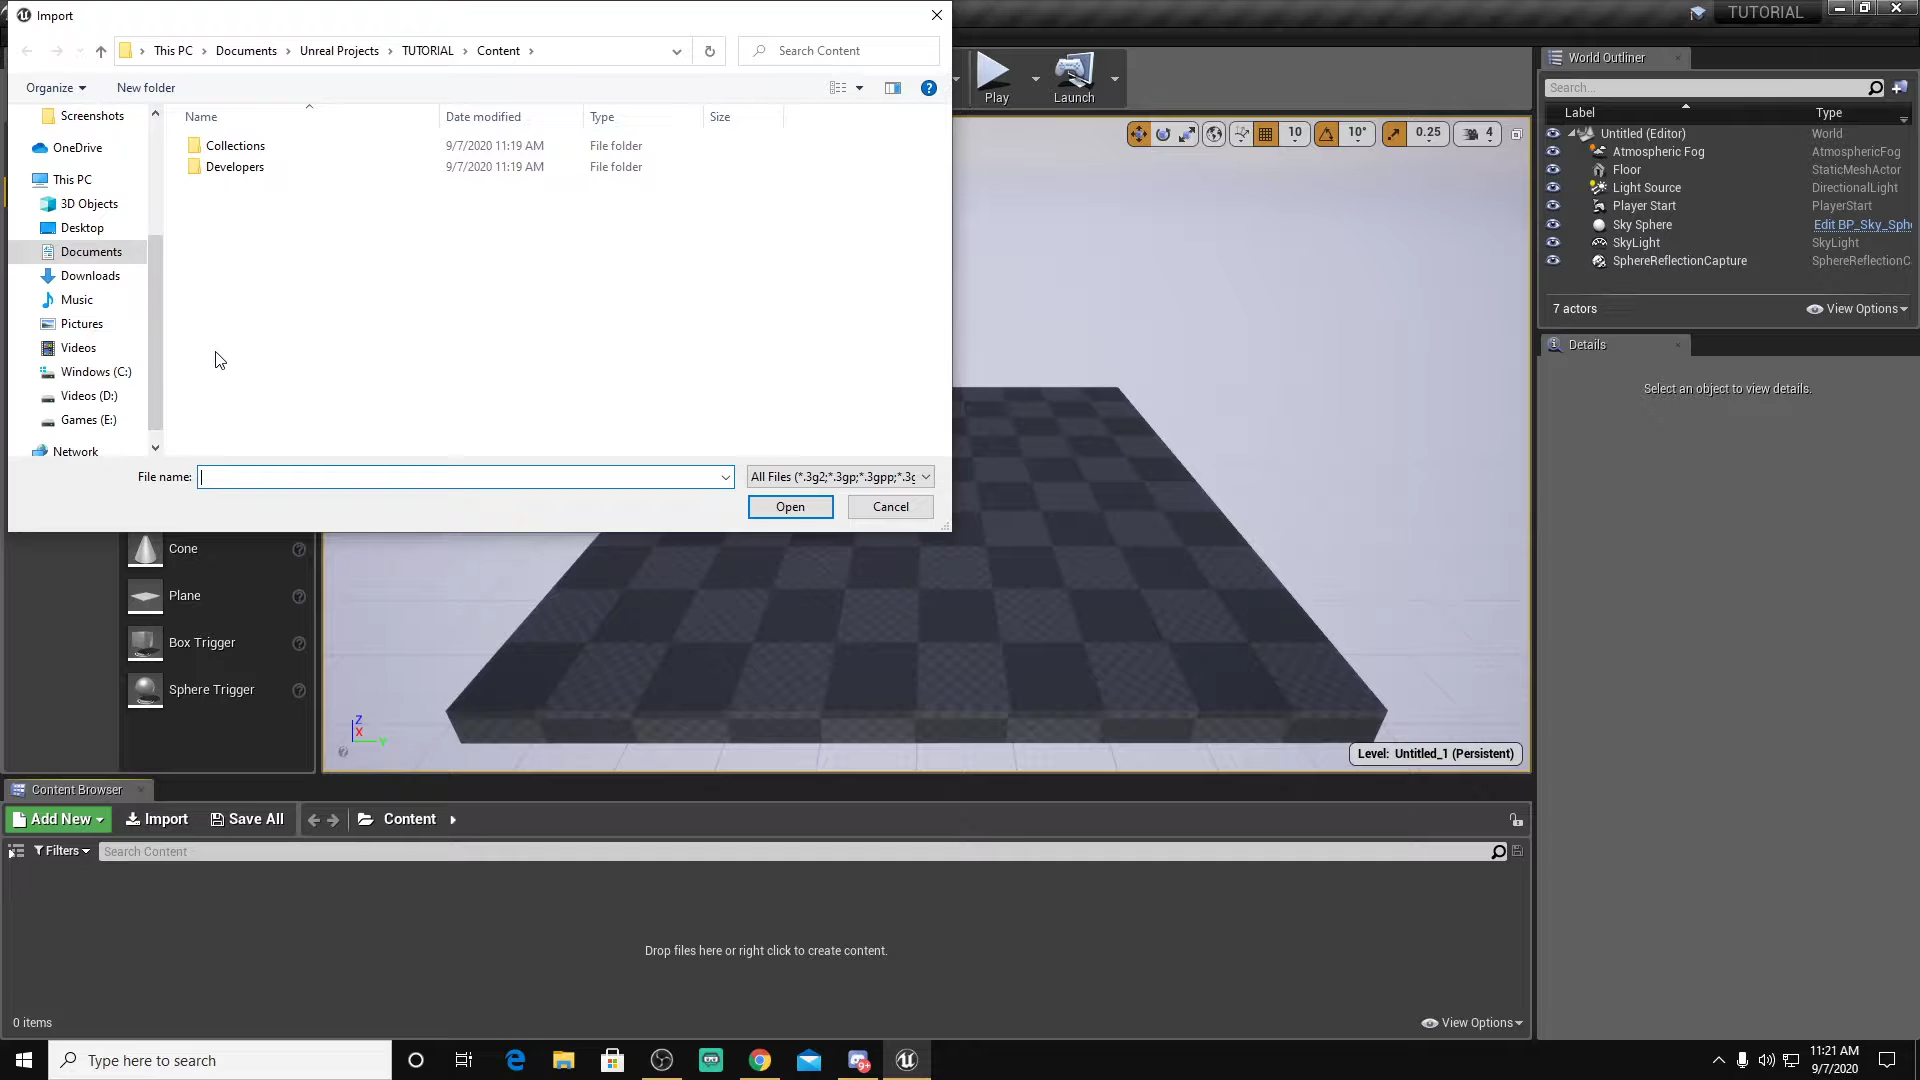 Import
This PC > Documents > Unreal Projects > TUTORIAL > Content >
Search Content
Organize
New folder
Screenshots
OneDrive
This PC
3D Objects
Desktop
Documents
Downloads
Music
Pictures
Videos
Windows (C:)
Videos (D:)
Games (E:)
Network
Name
Date modified
Type
Size
Collections
9/7/2020 11:19 AM
File folder
Developers
9/7/2020 11:19 AM
File folder
File name:
All Files (*.3g2;*.3gp;*.3gpp;*.3g
Open
Cancel
TUTORIAL
Play
Launch
10
10°
0.25
4
World Outliner
Search...
Label
Type
Untitled (Editor)
World
Atmospheric Fog
AtmosphericFog
Floor
StaticMeshActor
Light Source
DirectionalLight
Player Start
PlayerStart
Sky Sphere
Edit BP_Sky_Sph
SkyLight
SkyLight
SphereReflectionCapture
SphereReflectionC
7 actors
View Options
Details
Select an object to view details.
Cone
Plane
Box Trigger
Sphere Trigger
Z
X
Y
Level: Untitled_1 (Persistent)
Content Browser
Add New
Import
Save All
Content
Filters
Search Content
Drop files here or right click to create content.
0 items
View Options
Type here to search
9+
11:21 AM
9/7/2020